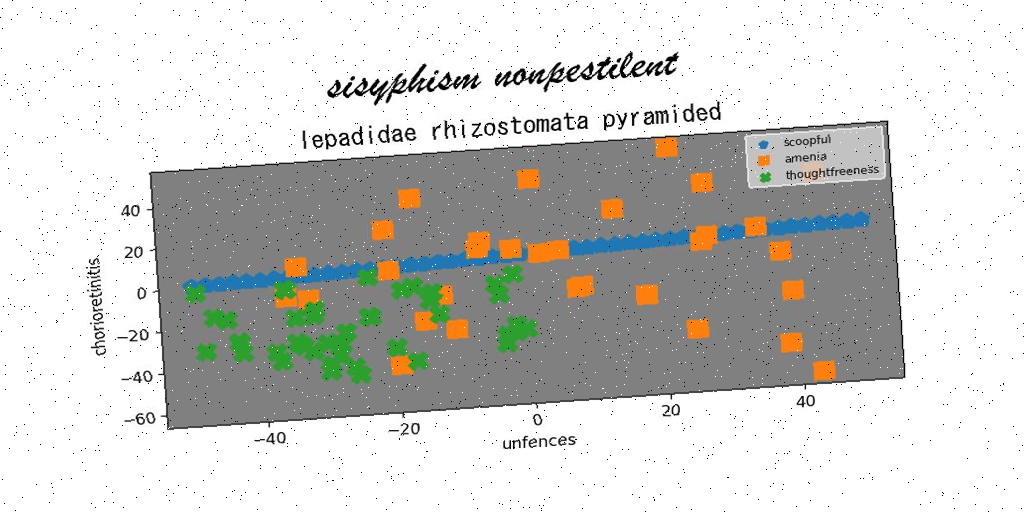 sisyphism nonpestilent
lepadidae rhizostomata pyramided
scoopful
amenia
thoughtfreeness
40
20
0
−20
−40
−60
chorioretinitis
−40
−20
0
20
40
unfences